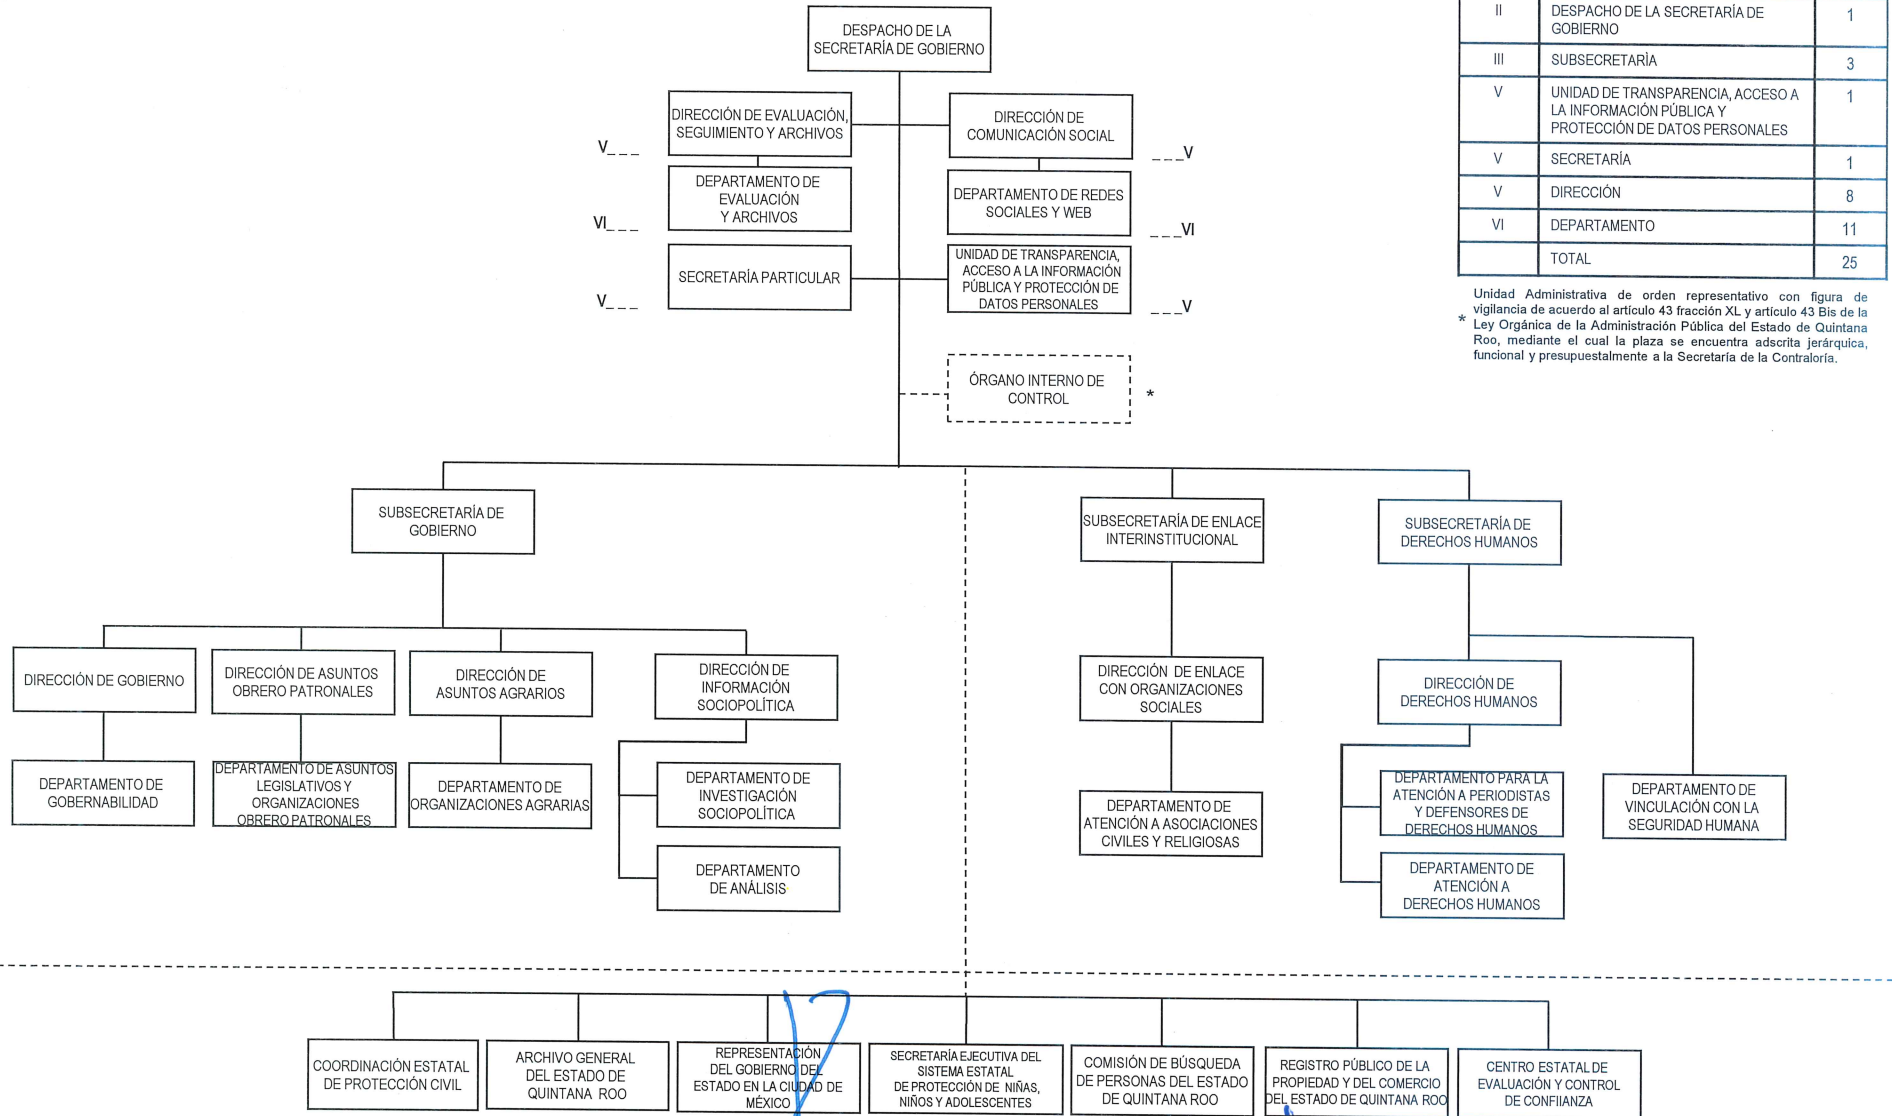 DESPACHO DE LA
SECRETARÍA DE GOBIERNO
II DESPACHO DE LA SECRETARÍA DE 1
GOBIERNO
III SUBSECRETARÌA 3
V UNIDAD DE TRANSPARENCIA, ACCESO A 1
LA INFORMACIÓN PÚBLICA Y
PROTECCIÓN DE DATOS PERSONALES
V SECRETARÍA 1
V DIRECCIÓN 8
VI DEPARTAMENTO 11
TOTAL 25
* Unidad Administrativa de orden representativo con figura de
vigilancia de acuerdo al artículo 43 fracción XL y artículo 43 Bis de la
Ley Orgánica de la Administración Pública del Estado de Quintana
Roo, mediante el cual la plaza se encuentra adscrita jerárquica,
funcional y presupuestalmente a la Secretaría de la Contraloría.
DIRECCIÓN DE EVALUACIÓN,
SEGUIMIENTO Y ARCHIVOS
V___
DIRECCIÓN DE
COMUNICACIÓN SOCIAL
___V
DEPARTAMENTO DE
EVALUACIÓN
Y ARCHIVOS
VI___
DEPARTAMENTO DE REDES
SOCIALES Y WEB
___VI
SECRETARÍA PARTICULAR
V___
UNIDAD DE TRANSPARENCIA,
ACCESO A LA INFORMACIÓN
PÚBLICA Y PROTECCIÓN DE
DATOS PERSONALES
___V
ÓRGANO INTERNO DE
CONTROL
*
SUBSECRETARÍA DE
GOBIERNO
SUBSECRETARÍA DE ENLACE
INTERINSTITUCIONAL
SUBSECRETARÍA DE
DERECHOS HUMANOS
DIRECCIÓN DE GOBIERNO
DIRECCIÓN DE ASUNTOS
OBRERO PATRONALES
DIRECCIÓN DE
ASUNTOS AGRARIOS
DIRECCIÓN DE
INFORMACIÓN
SOCIOPOLÍTICA
DIRECCIÓN DE ENLACE
CON ORGANIZACIONES
SOCIALES
DIRECCIÓN DE
DERECHOS HUMANOS
DEPARTAMENTO DE
GOBERNABILIDAD
DEPARTAMENTO DE ASUNTOS
LEGISLATIVOS Y
ORGANIZACIONES
OBRERO PATRONALES
DEPARTAMENTO DE
ORGANIZACIONES AGRARIAS
DEPARTAMENTO DE
INVESTIGACIÓN
SOCIOPOLÍTICA
DEPARTAMENTO
DE ANÁLISIS
DEPARTAMENTO DE
ATENCIÓN A ASOCIACIONES
CIVILES Y RELIGIOSAS
DEPARTAMENTO PARA LA
ATENCIÓN A PERIODISTAS
Y DEFENSORES DE
DERECHOS HUMANOS
DEPARTAMENTO DE
ATENCIÓN A
DERECHOS HUMANOS
DEPARTAMENTO DE
VINCULACIÓN CON LA
SEGURIDAD HUMANA
COORDINACIÓN ESTATAL
DE PROTECCIÓN CIVIL
ARCHIVO GENERAL
DEL ESTADO DE
QUINTANA ROO
REPRESENTACIÓN
DEL GOBIERNO DEL
ESTADO EN LA CIUDAD DE
MÉXICO
SECRETARÍA EJECUTIVA DEL
SISTEMA ESTATAL
DE PROTECCIÓN DE NIÑAS,
NIÑOS Y ADOLESCENTES
COMISIÓN DE BÚSQUEDA
DE PERSONAS DEL ESTADO
DE QUINTANA ROO
REGISTRO PÚBLICO DE LA
PROPIEDAD Y DEL COMERCIO
DEL ESTADO DE QUINTANA ROO
CENTRO ESTATAL DE
EVALUACIÓN Y CONTROL
DE CONFIIANZA